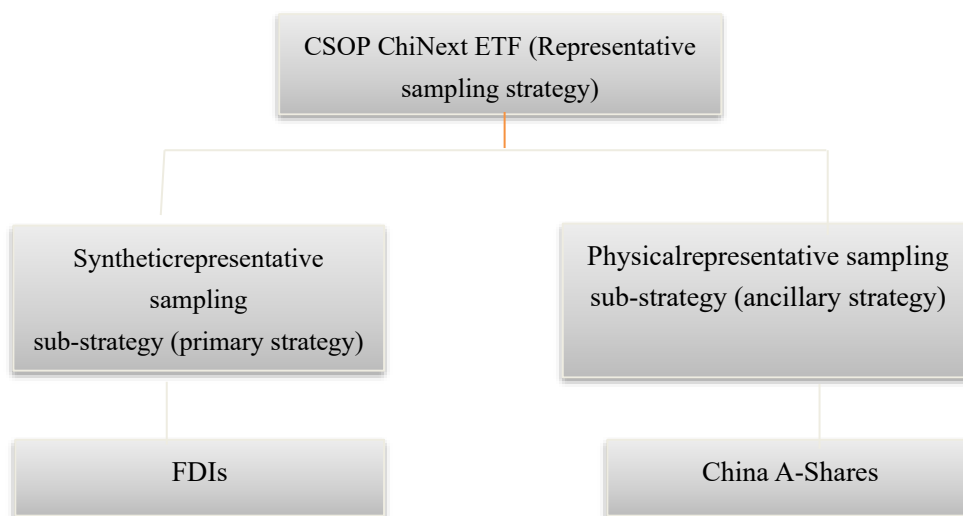 CSOP ChiNext ETF (Representative
sampling strategy)
Syntheticrepresentative
sampling
sub-strategy (primary strategy)
Physicalrepresentative sampling
sub-strategy (ancillary strategy)
FDIs
China A-Shares